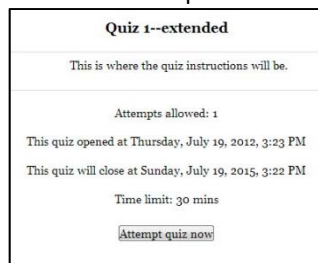 Quiz 1--extended
This is where the quiz instructions will be.
Attempts allowed: 1
This quiz opened at Thursday, July 19, 2012, 3:23 PM
This quiz will close at Sunday, July 19, 2015, 3:22 PM
Time limit: 30 mins
Attempt quiz now